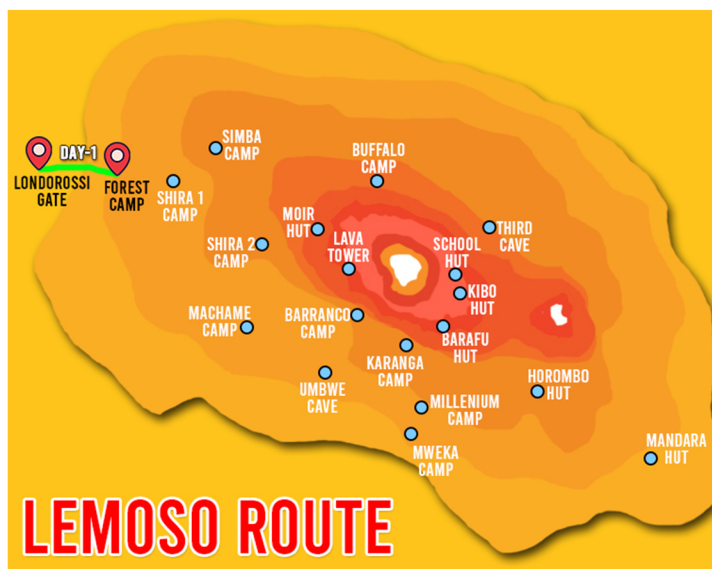 SIMBA
CAMP
BUFFALO
CAMP
DAY-1
LONDOROSSI
GATE
FOREST
CAMP
SHIRA 1
CAMP
MOIR
HUT
THIRD
CAVE
SHIRA 2
CAMP
LAVA
TOWER
SCHOOL
HUT
KIBO
HUT
MACHAME
CAMP
BARRANCO
CAMP
BARAFU
HUT
KARANGA
CAMP
UMBWE
CAVE
HOROMBO
HUT
MILLENIUM
CAMP
MWEKA
CAMP
MANDARA
HUT
LEMOSO ROUTE